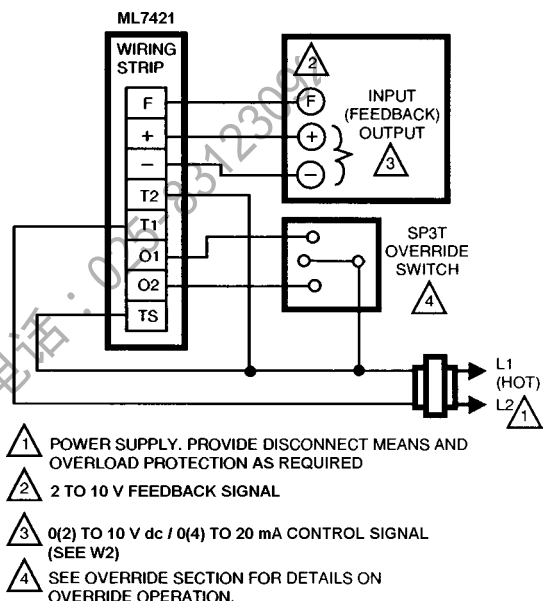 ML7421
WIRING
STRIP
F
+
−
T2
T1
O1
O2
TS
2
F
+
−
INPUT
(FEEDBACK)
OUTPUT
3
SP3T
OVERRIDE
SWITCH
4
L1
(HOT)
L2
1
1 POWER SUPPLY. PROVIDE DISCONNECT MEANS AND
OVERLOAD PROTECTION AS REQUIRED
2 2 TO 10 V FEEDBACK SIGNAL
3 0(2) TO 10 V dc / 0(4) TO 20 mA CONTROL SIGNAL
(SEE W2)
4 SEE OVERRIDE SECTION FOR DETAILS ON
OVERRIDE OPERATION.